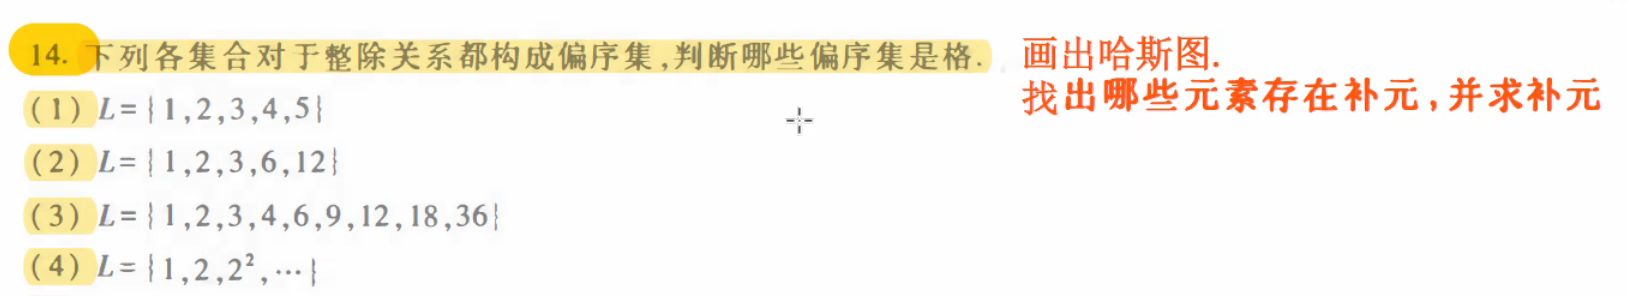 14. 下列各集合对于整除关系都构成偏序集,判断哪些偏序集是格.
画出哈斯图.
找出哪些元素存在补元,并求补元
(1) L={1,2,3,4,5}
(2) L={1,2,3,6,12}
(3) L={1,2,3,4,6,9,12,18,36}
(4) L={1,2,2²,⋯}